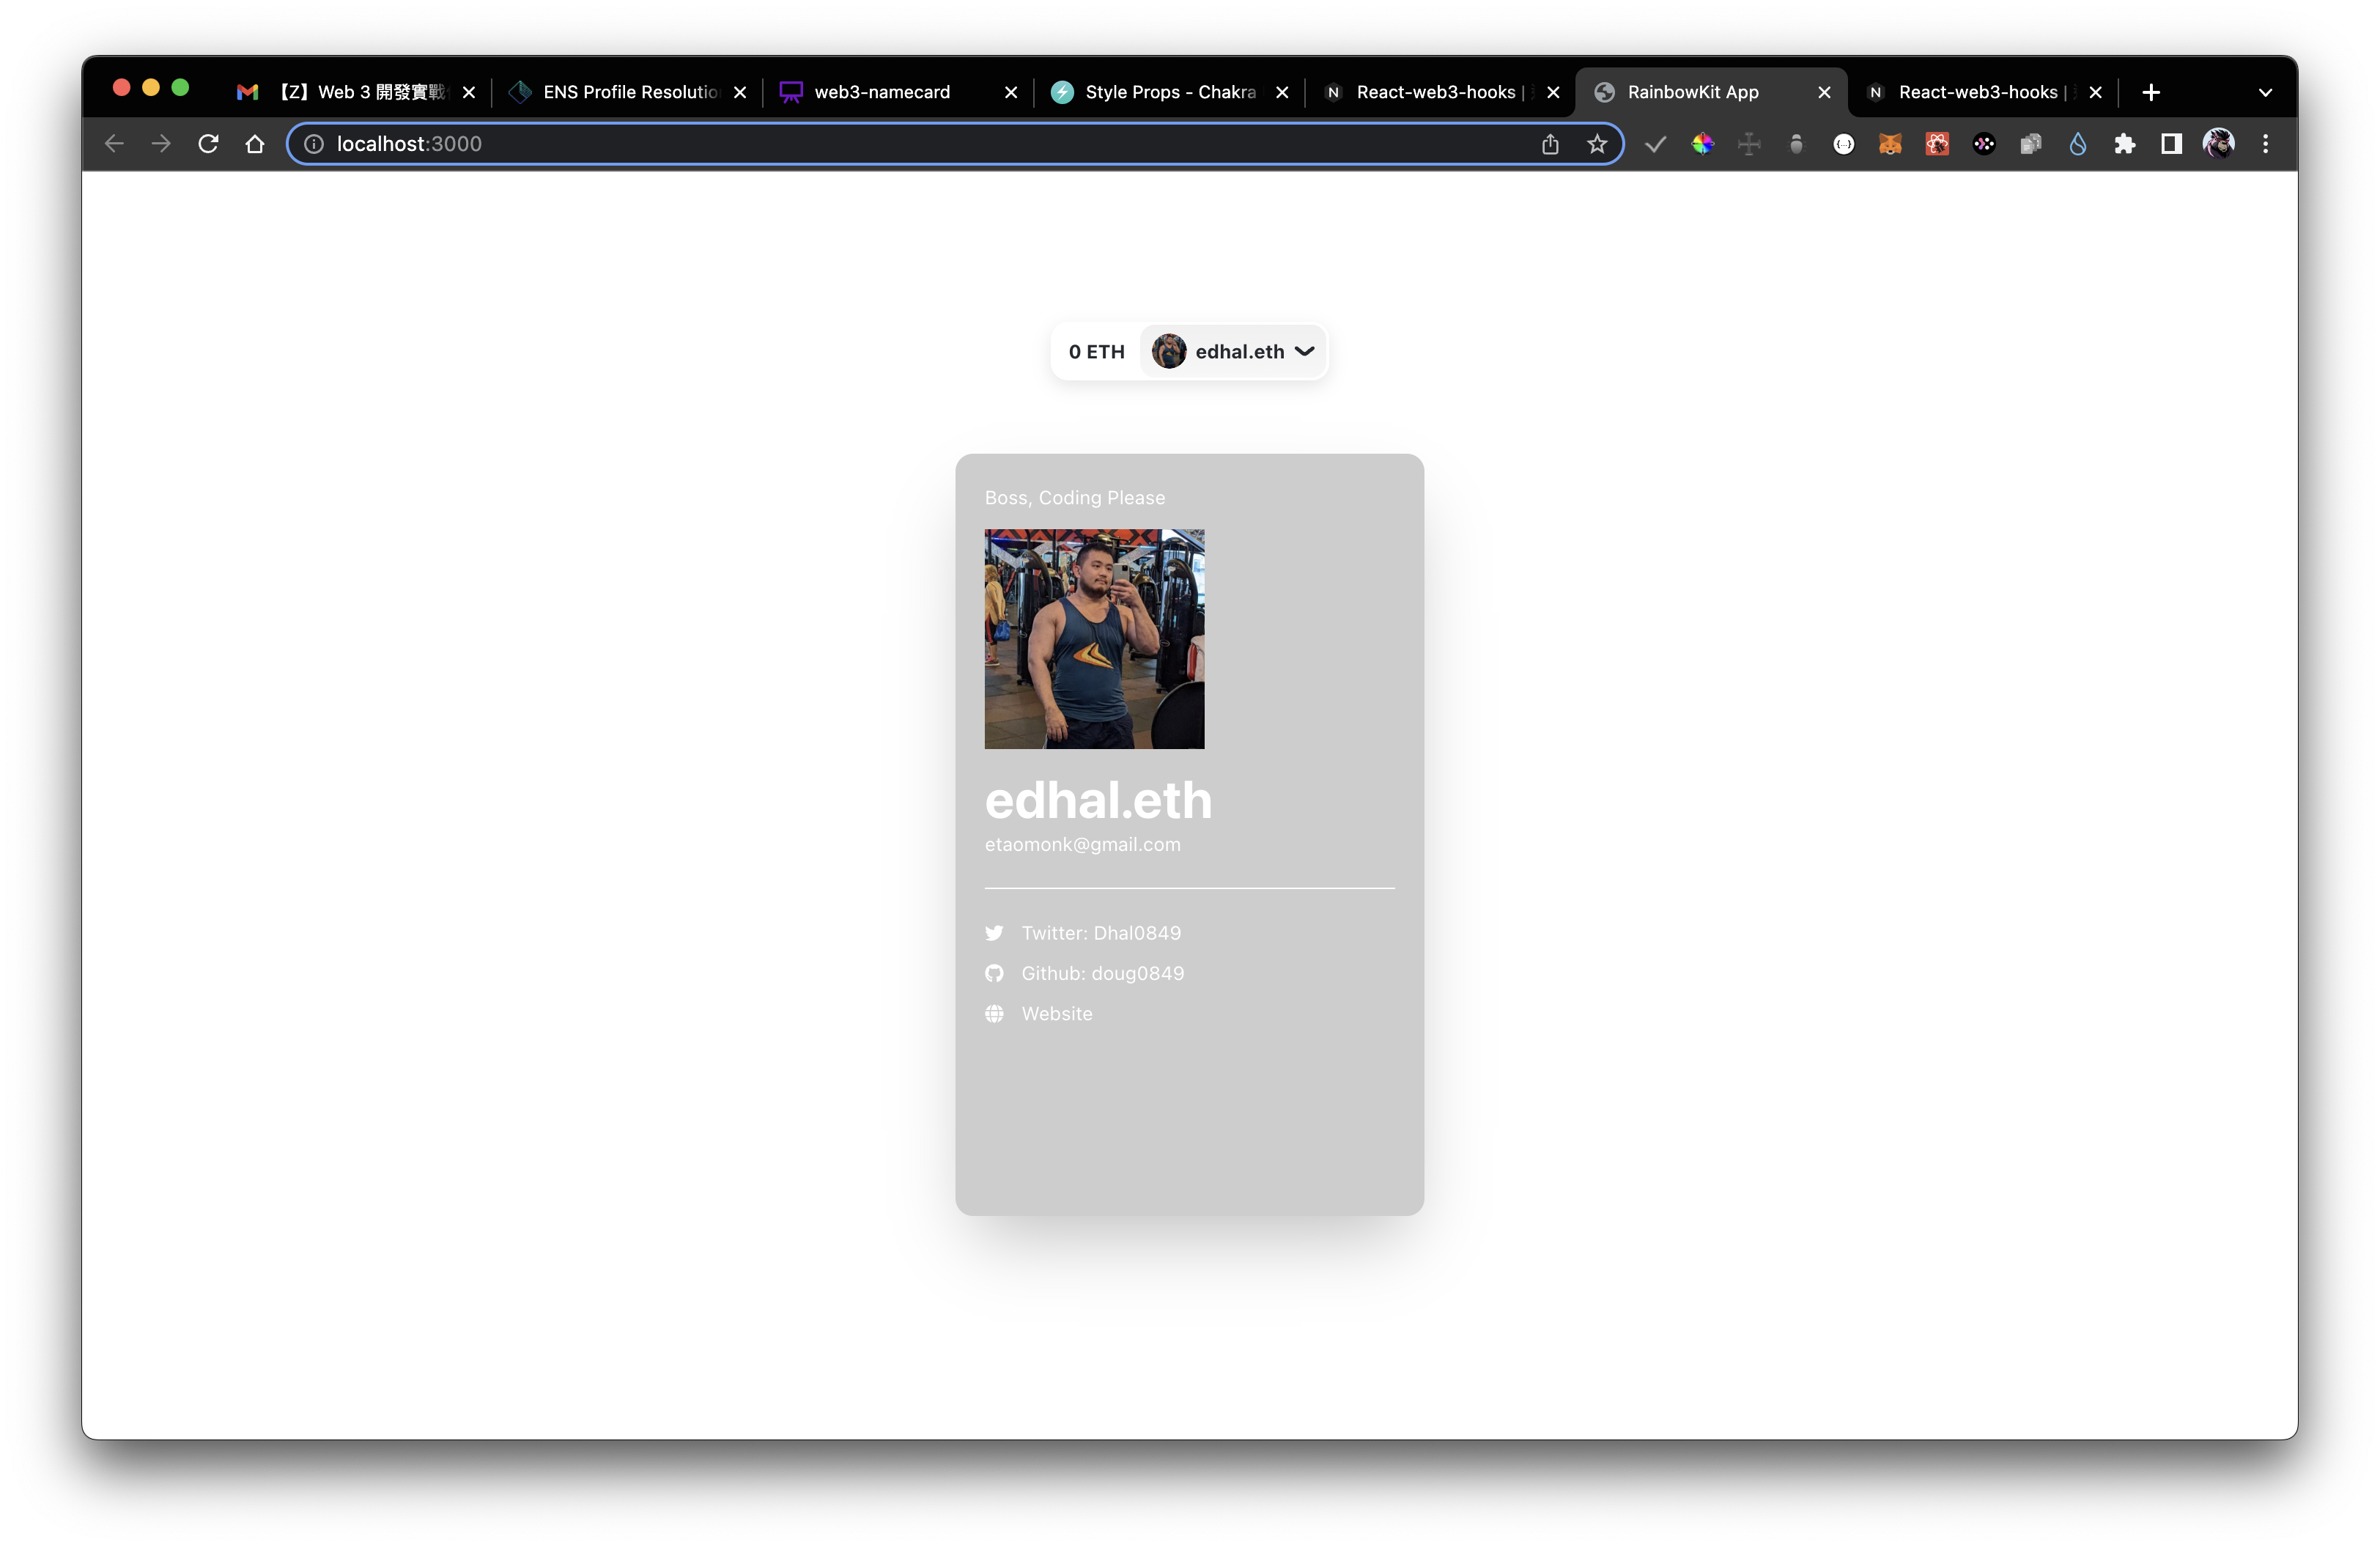 【Z】Web 3 開發實戰
ENS Profile Resolutio
web3-namecard
Style Props - Chakra
React-web3-hooks |
RainbowKit App
React-web3-hooks |
localhost:3000
0 ETH
edhal.eth
Boss, Coding Please
edhal.eth
etaomonk@gmail.com
Twitter: Dhal0849
Github: doug0849
Website